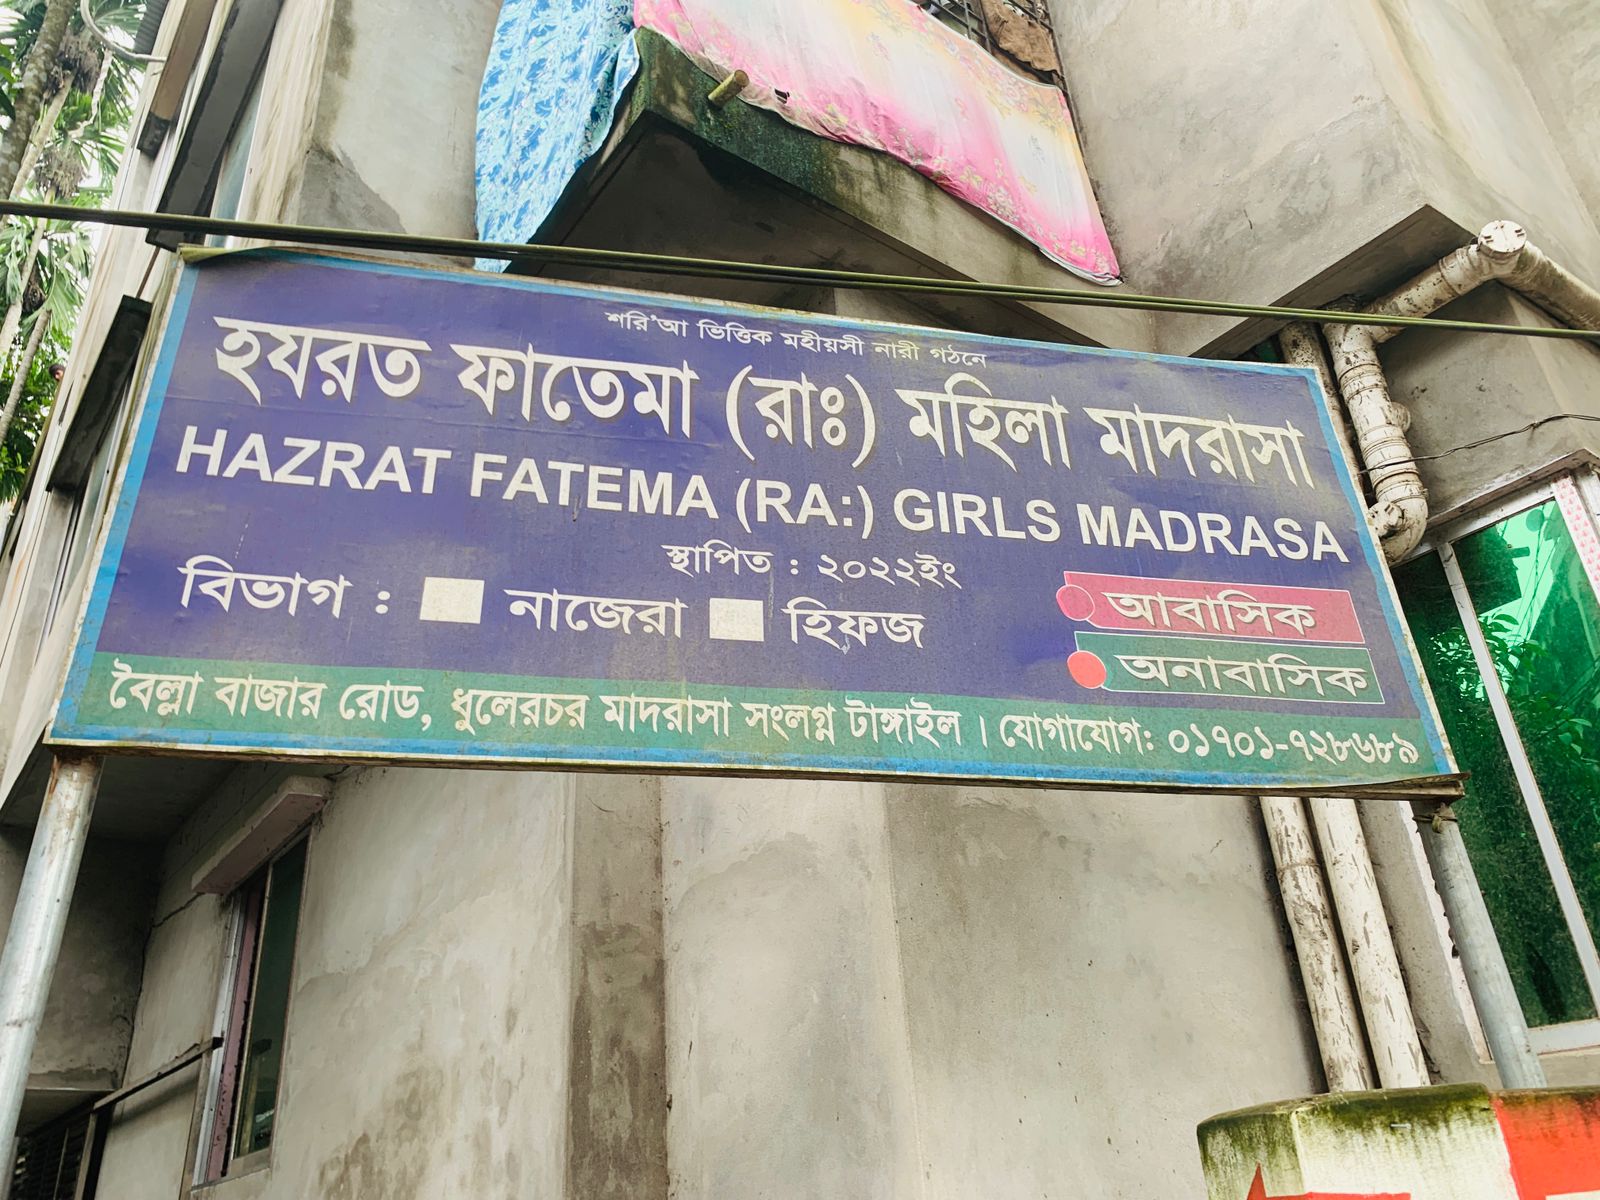 শরি'আ ভিত্তিক মহীয়সী নারী গঠনে
হযরত ফাতেমা (রাঃ) মহিলা মাদরাসা
HAZRAT FATEMA (RA:) GIRLS MADRASA
স্থাপিত : ২০২২ইং
বিভাগ : নাজেরা হিফজ
আবাসিক
অনাবাসিক
বৈল্লা বাজার রোড, ধুলেরচর মাদরাসা সংলগ্ন টাঙ্গাইল । যোগাযোগ: ০১৭০১-৭২৮৬৮৯